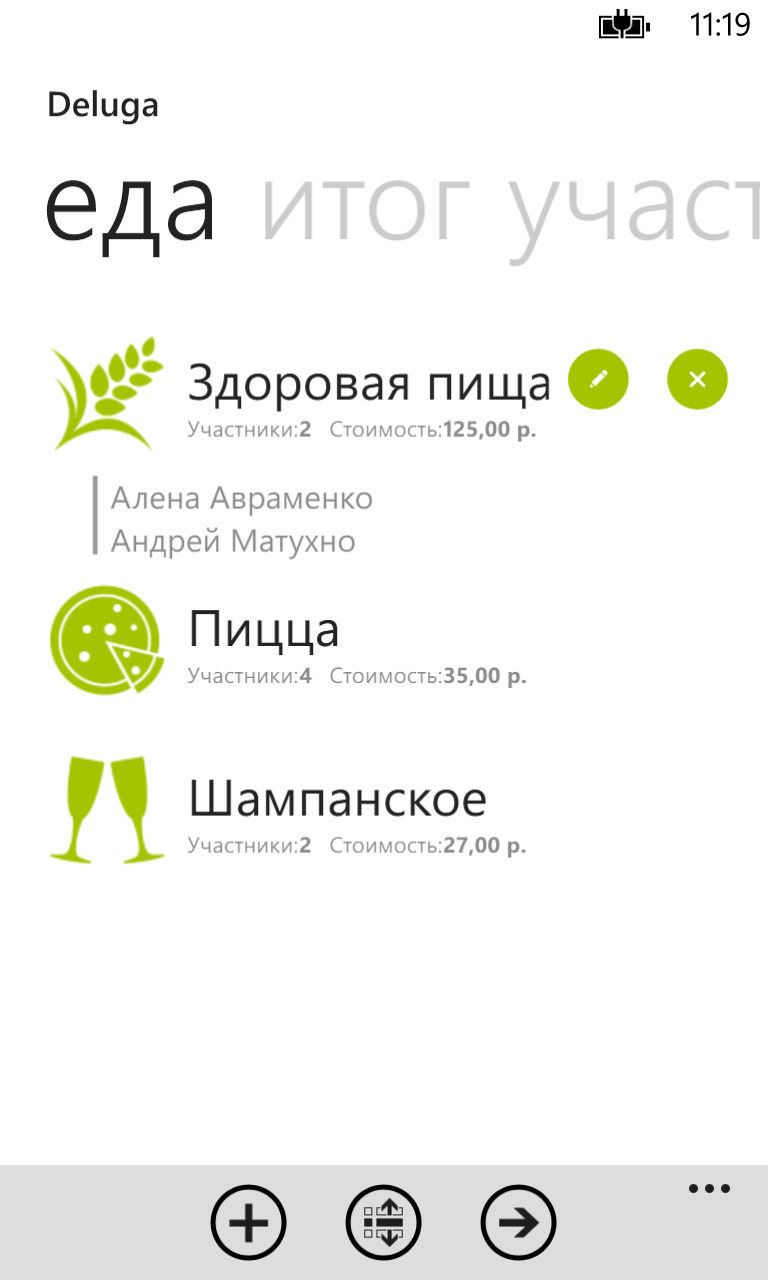 11:19
Deluga
еда итог участ
Здоровая пища
Участники:2 Стоимость:125,00 р.
Алена Авраменко
Андрей Матухно
Пицца
Участники:4 Стоимость:35,00 р.
Шампанское
Участники:2 Стоимость:27,00 р.